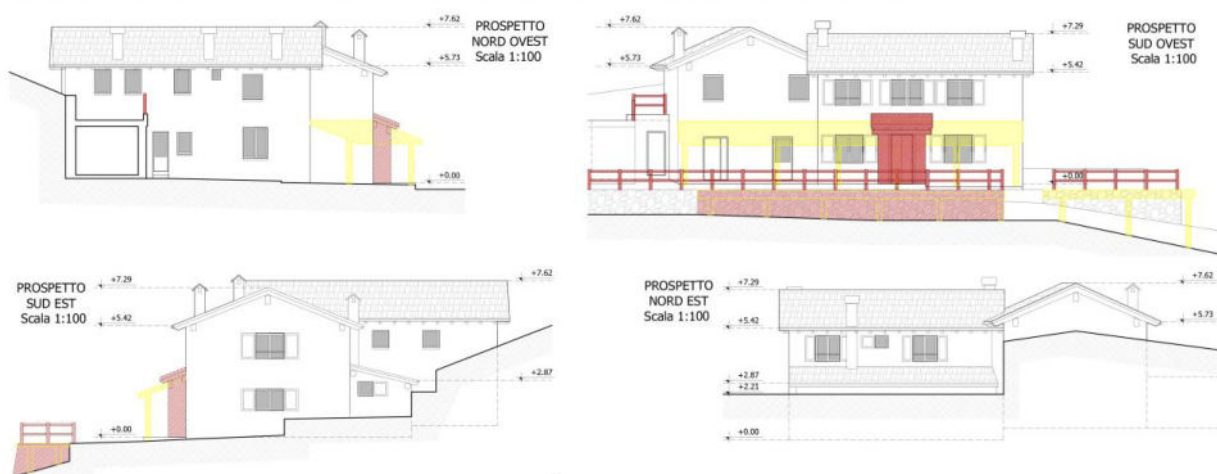 +7.62
PROSPETTO
NORD OVEST
Scala 1:100
+5.73
+0.00
+7.62
+5.73
+7.29
PROSPETTO
SUD OVEST
Scala 1:100
+5.42
+0.00
PROSPETTO
SUD EST
Scala 1:100
+7.29
+5.42
+0.00
+7.62
+2.87
PROSPETTO
NORD EST
Scala 1:100
+7.29
+5.42
+2.87
+2.21
+0.00
+7.62
+5.73